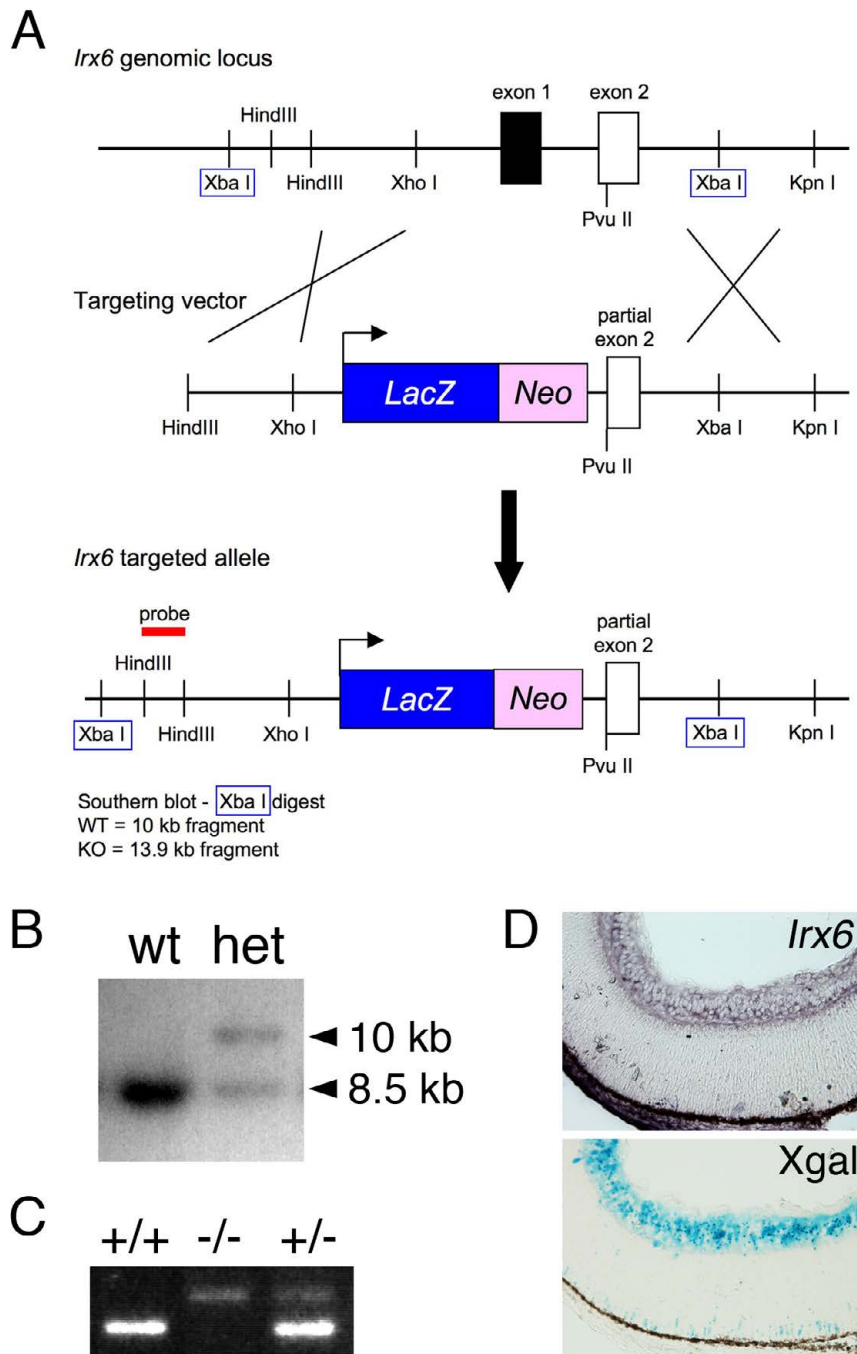 A
Irx6 genomic locus
exon 1 exon 2
HindIII
Xba I HindIII Xho I Xba I Kpn I
Pvu II
Targeting vector
partial
exon 2
LacZ Neo
HindIII Xho I Xba I Kpn I
Pvu II
Irx6 targeted allele
probe
partial
exon 2
HindIII
LacZ Neo
Xba I HindIII Xho I Xba I Kpn I
Pvu II
Southern blot - Xba I digest
WT = 10 kb fragment
KO = 13.9 kb fragment
B
wt het
10 kb
8.5 kb
C
+/+ -/- +/-
D
Irx6
Xgal